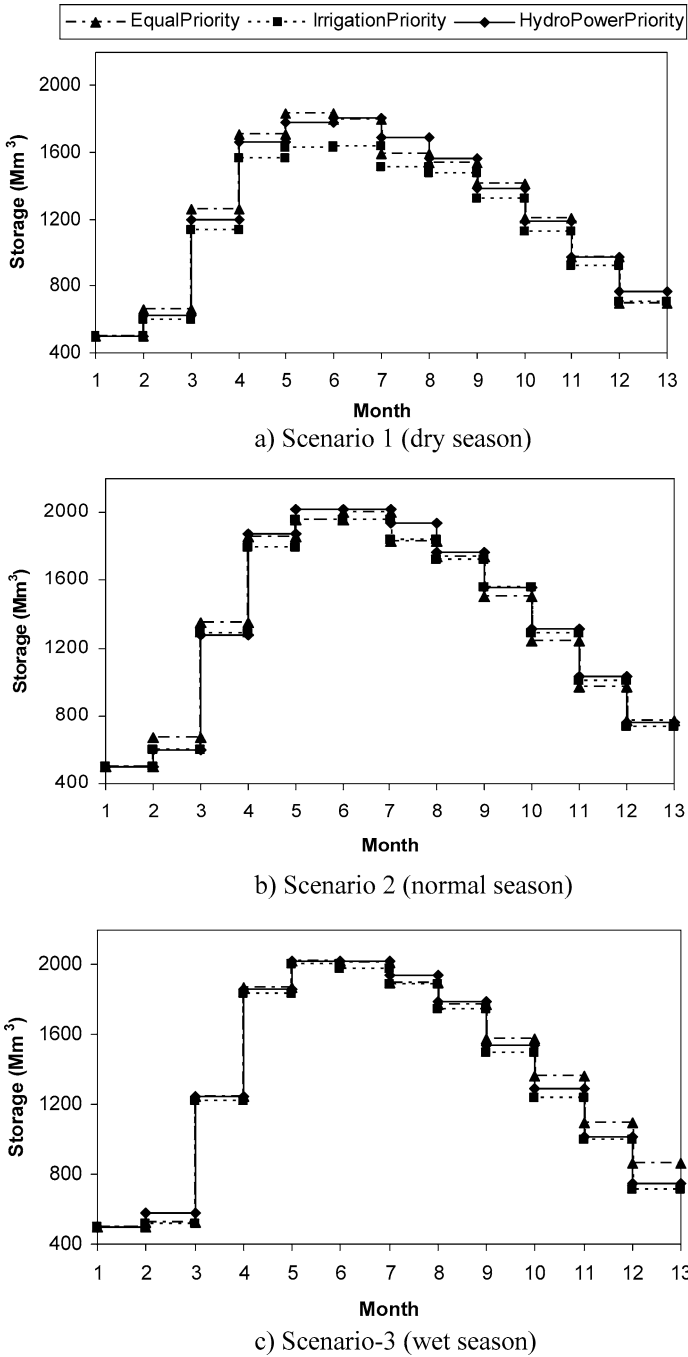 EqualPriority IrrigationPriority HydroPowerPriority
2000
1600
1200
800
400
Storage (Mm³)
1 2 3 4 5 6 7 8 9 10 11 12 13
Month
a) Scenario 1 (dry season)
2000
1600
1200
800
400
Storage (Mm³)
1 2 3 4 5 6 7 8 9 10 11 12 13
Month
b) Scenario 2 (normal season)
2000
1600
1200
800
400
Storage (Mm³)
1 2 3 4 5 6 7 8 9 10 11 12 13
Month
c) Scenario-3 (wet season)